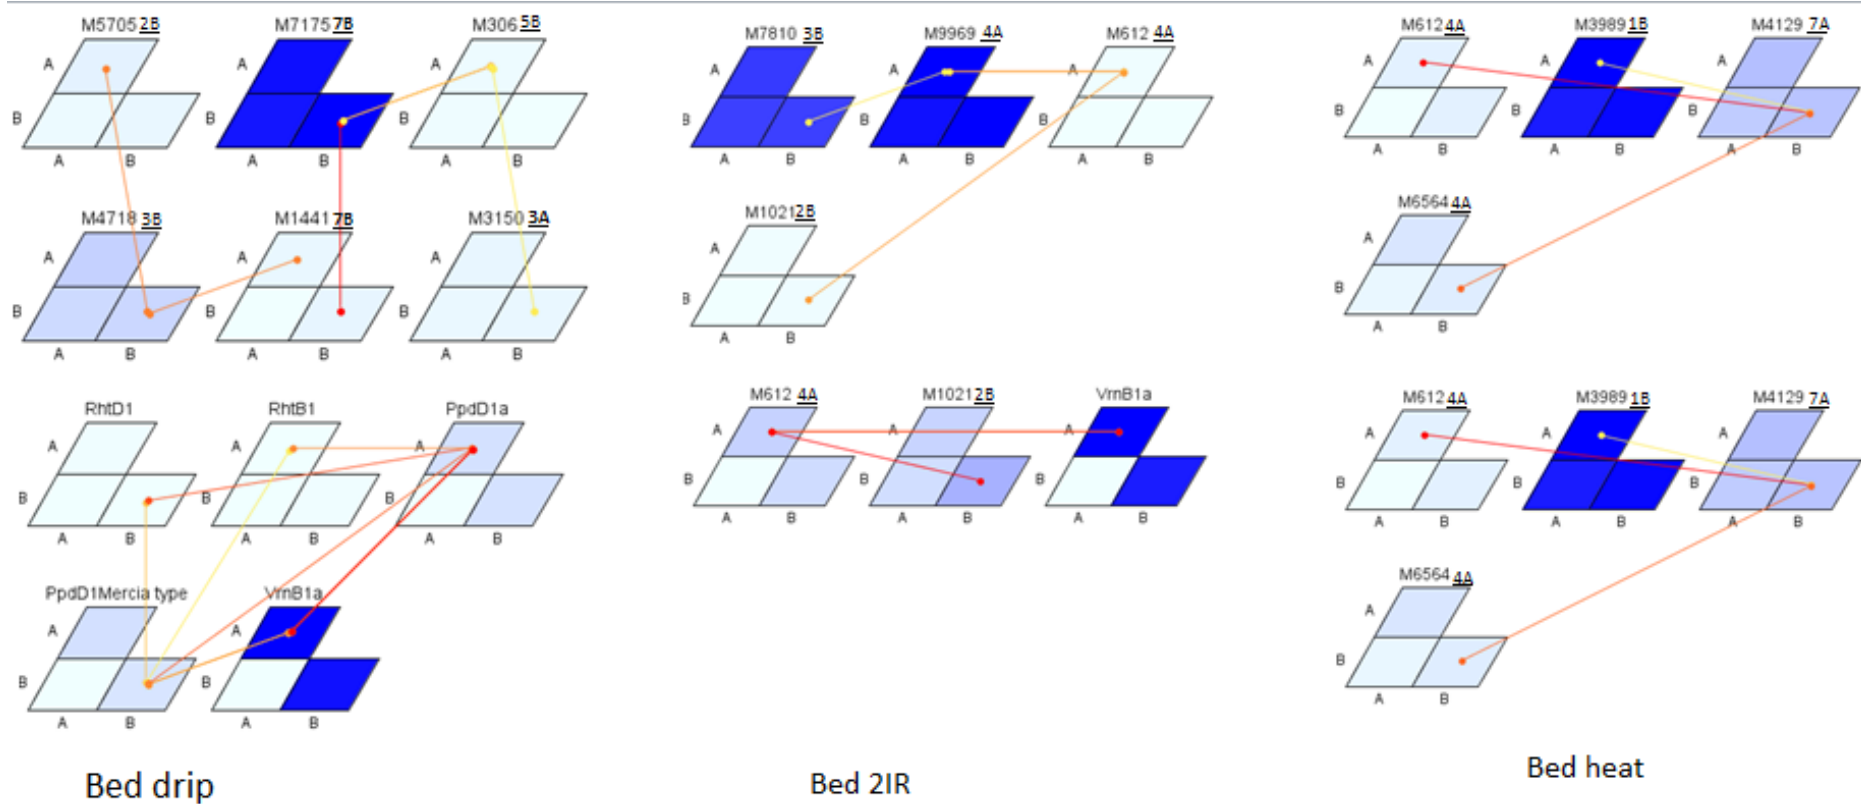 M5705 2B M7175 7B M306 5B
A A A
B B B
A B A B A B
M4718 3B M1441 7B M3150 3A
A A A
B B B
A B A B A B
RhtD1 RhtB1 PpdD1a
A A A
B B B
A B A B A B
PpdD1Mercia type VrnB1a
A A
B B
A B A B
Bed drip
M7810 3B M9969 4A M612 4A
A A A
B B B
A B A B A B
M1021 2B
A
B
A B
M612 4A M1021 2B VrnB1a
A A A
B B B
A B A B A B
Bed 2IR
M612 4A M3989 1B M4129 7A
A A A
B B B
A B A B A B
M6564 4A
A
B
A B
M612 4A M3989 1B M4129 7A
A A A
B B B
A B A B A B
M6564 4A
A
B
A B
Bed heat